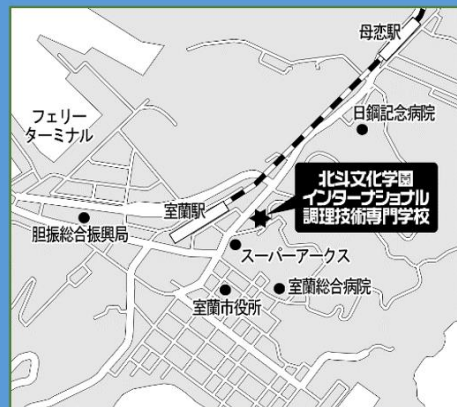 母恋駅
日鋼記念病院
フェリー
ターミナル
北斗文化学園
インターナショナル
調理技術専門学校
室蘭駅
胆振総合振興局
スーパーアークス
室蘭総合病院
室蘭市役所